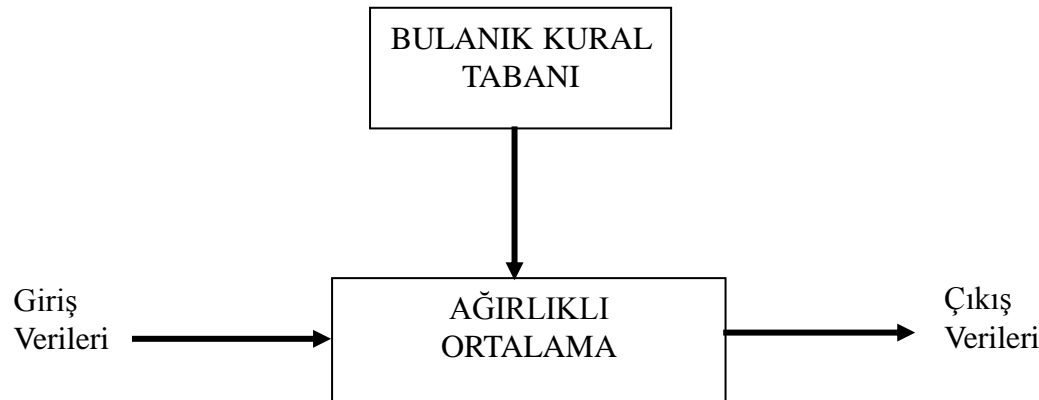 BULANIK KURAL
TABANI
Giriş
Verileri
AĞIRLIKLI
ORTALAMA
Çıkış
Verileri